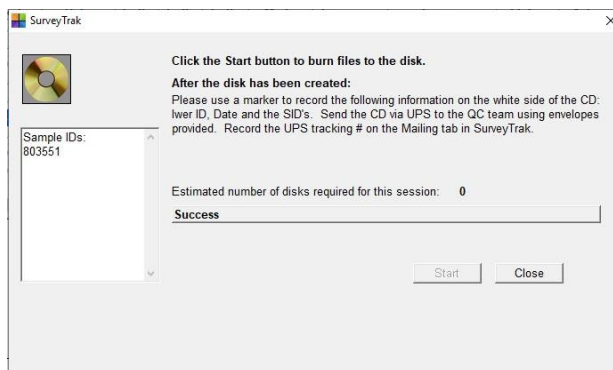 SurveyTrak
Click the Start button to burn files to the disk.
After the disk has been created:
Please use a marker to record the following information on the white side of the CD:
Iwer ID, Date and the SID's. Send the CD via UPS to the QC team using envelopes
provided. Record the UPS tracking # on the Mailing tab in SurveyTrak.
Sample IDs:
803551
Estimated number of disks required for this session: 0
Success
Start
Close